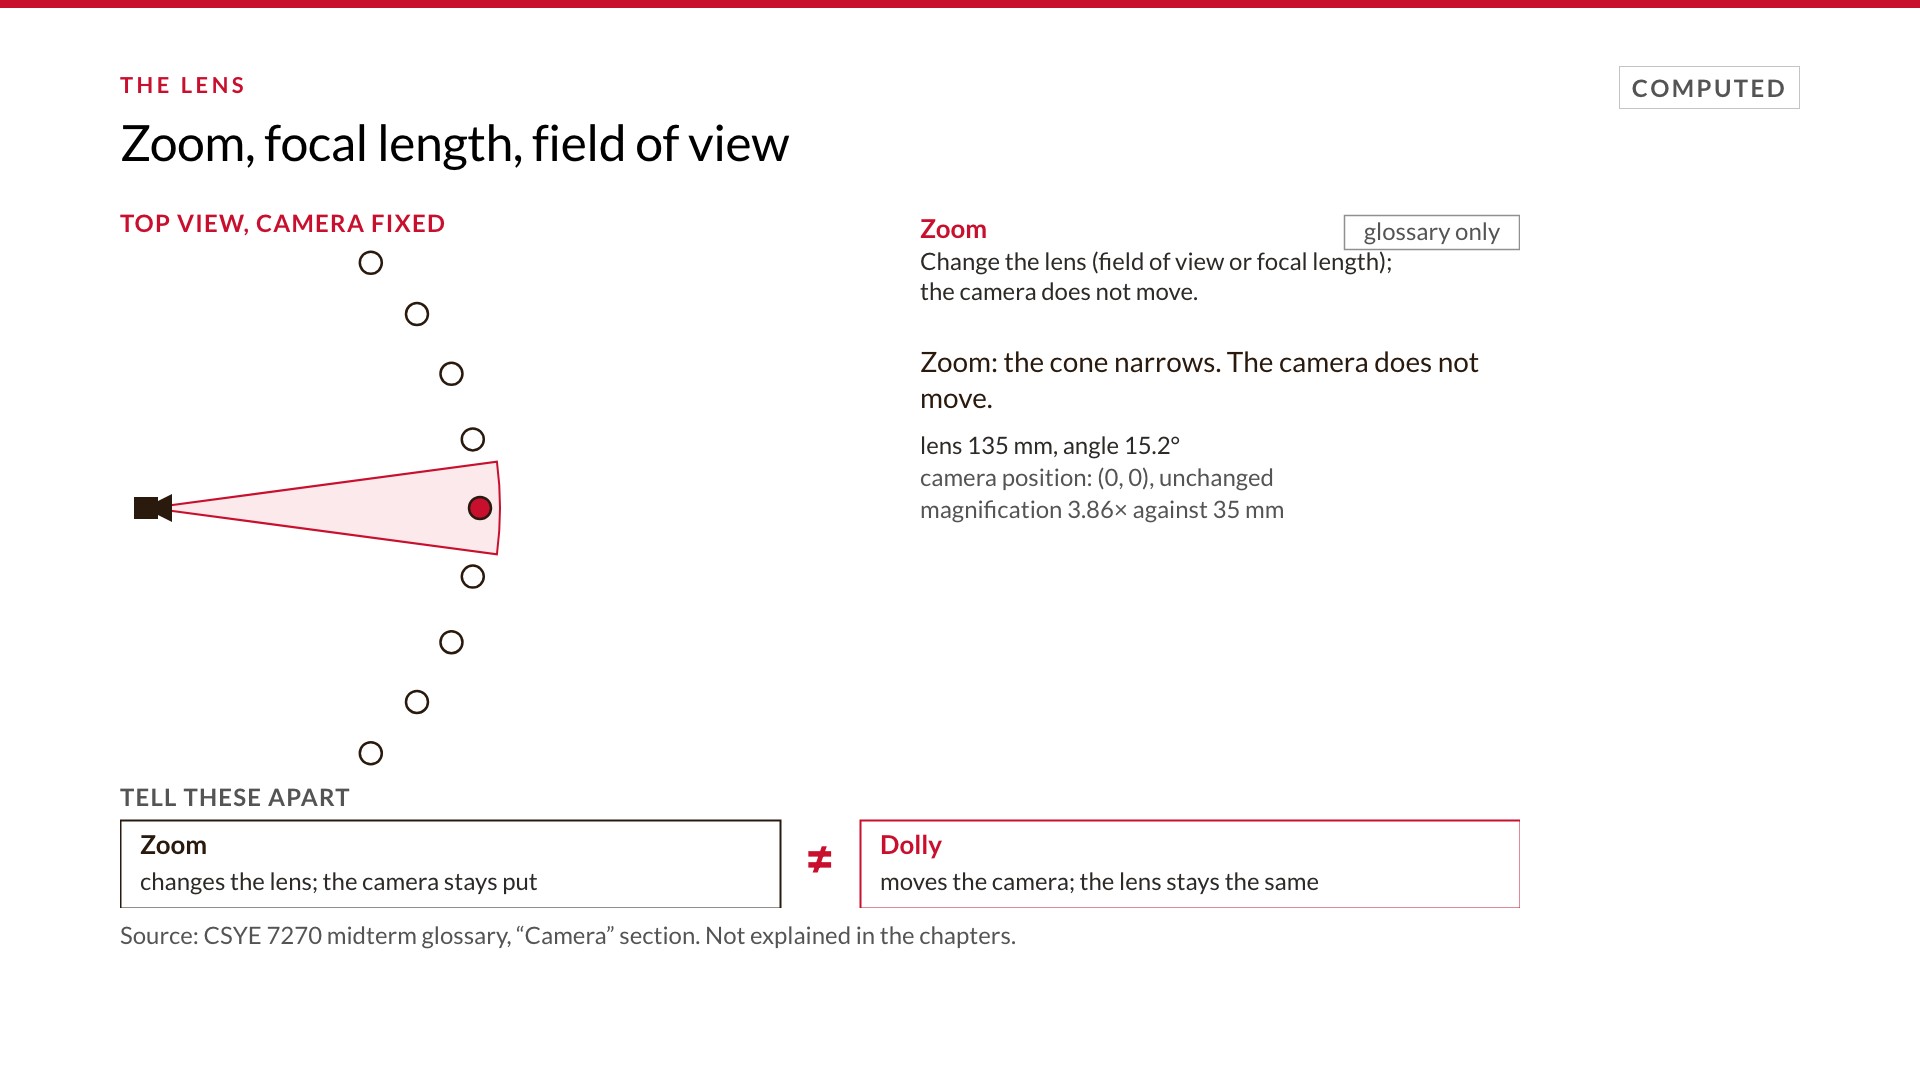 THE LENS
COMPUTED
Zoom, focal length, field of view
TOP VIEW, CAMERA FIXED
Zoom
glossary only
Change the lens (field of view or focal length);
the camera does not move.
Zoom: the cone narrows. The camera does not
move.
lens 135 mm, angle 15.2°
camera position: (0, 0), unchanged
magnification 3.86× against 35 mm
TELL THESE APART
Zoom
changes the lens; the camera stays put
≠
Dolly
moves the camera; the lens stays the same
Source: CSYE 7270 midterm glossary, “Camera” section. Not explained in the chapters.